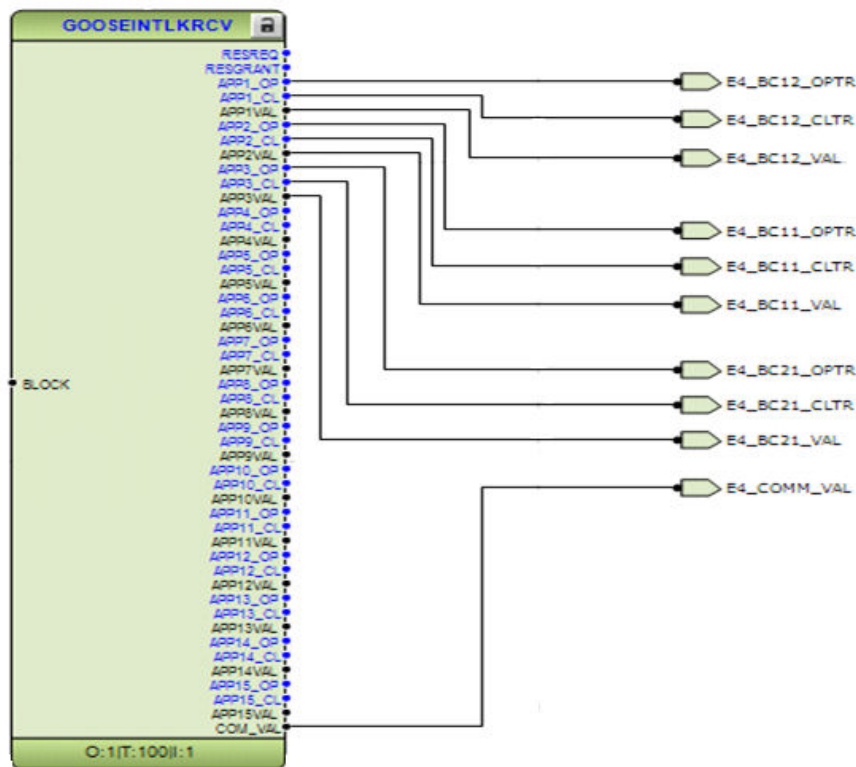 GOOSEINTLKRCV
RESREQ
RESGRANT
APP1_OP
APP1_CL
APP1VAL
APP2_OP
APP2_CL
APP2VAL
APP3_OP
APP3_CL
APP3VAL
APP4_OP
APP4_CL
APP4VAL
APP5_OP
APP5_CL
APP5VAL
APP6_OP
APP6_CL
APP6VAL
APP7_OP
APP7_CL
APP7VAL
APP8_OP
APP8_CL
APP8VAL
APP9_OP
APP9_CL
APP9VAL
APP10_OP
APP10_CL
APP10VAL
APP11_OP
APP11_CL
APP11VAL
APP12_OP
APP12_CL
APP12VAL
APP13_OP
APP13_CL
APP13VAL
APP14_OP
APP14_CL
APP14VAL
APP15_OP
APP15_CL
APP15VAL
COM_VAL
BLOCK
O:1|T:100|I:1
E4_BC12_OPTR
E4_BC12_CLTR
E4_BC12_VAL
E4_BC11_OPTR
E4_BC11_CLTR
E4_BC11_VAL
E4_BC21_OPTR
E4_BC21_CLTR
E4_BC21_VAL
E4_COMM_VAL